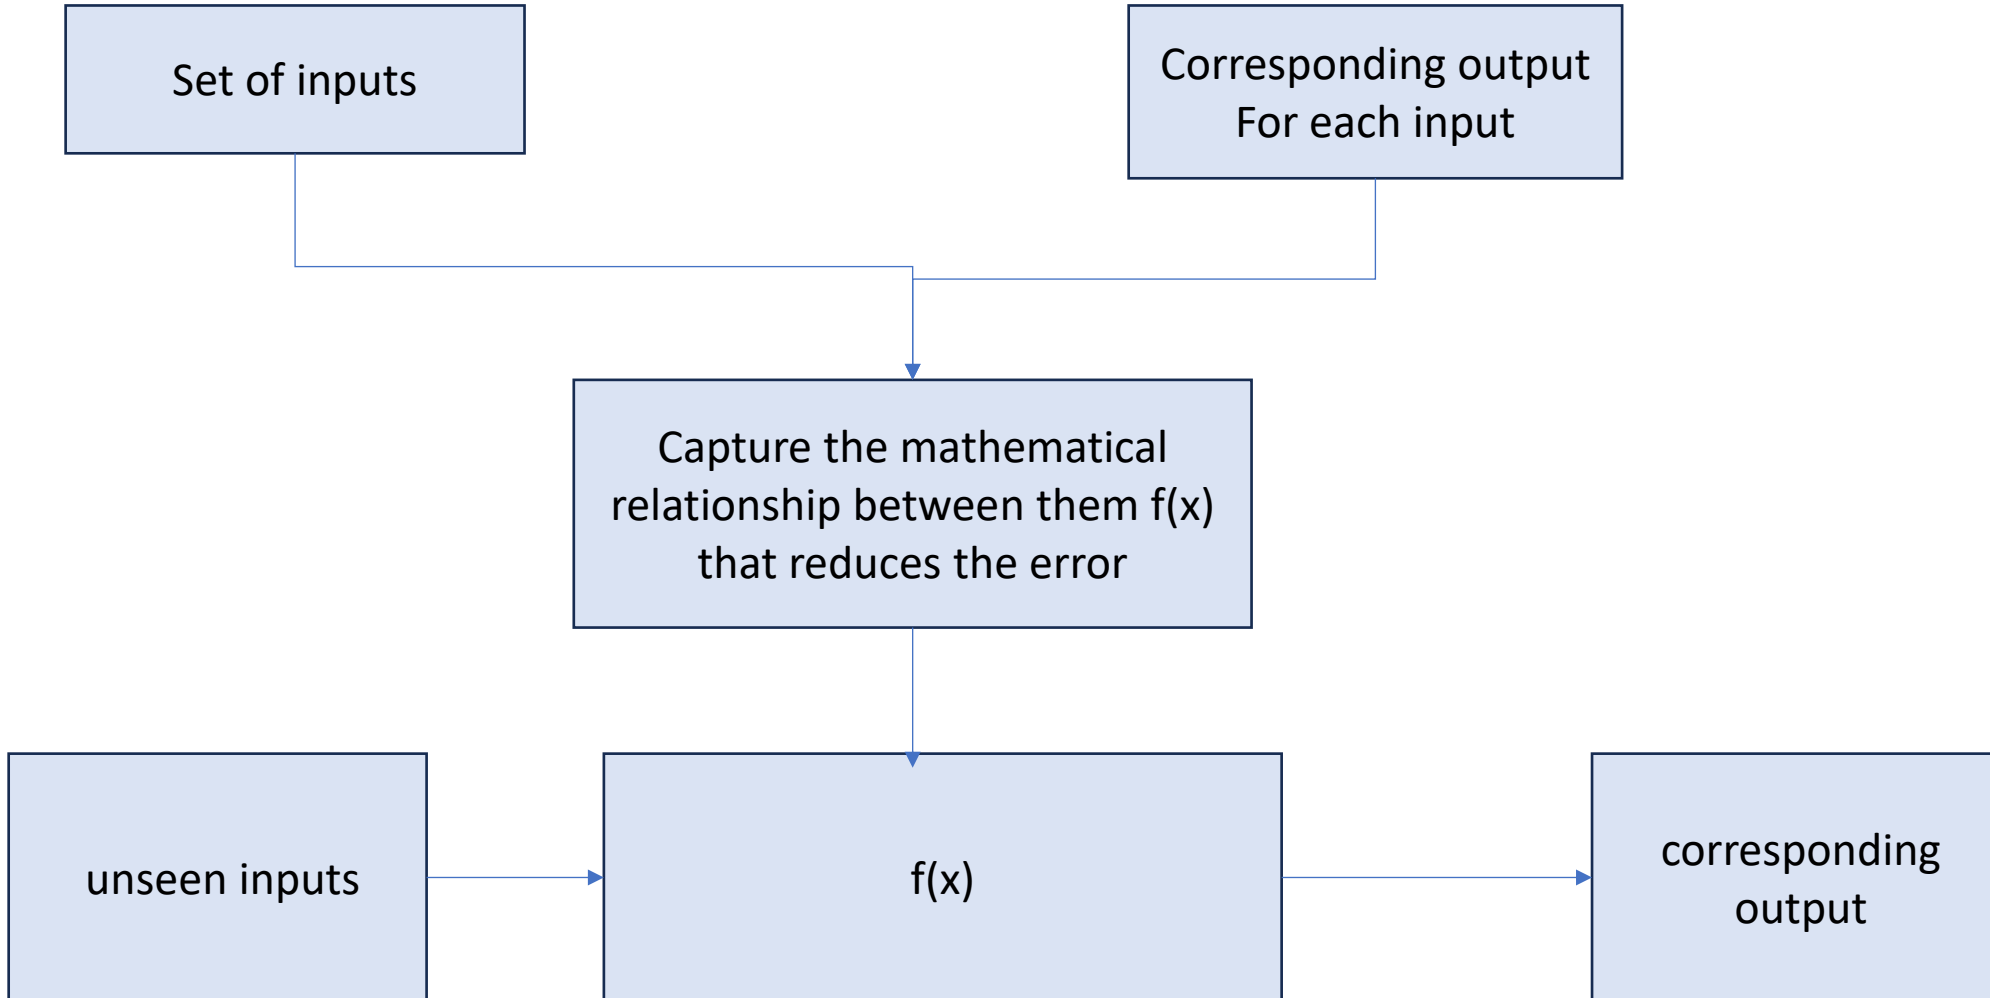 Set of inputs
Corresponding output
For each input
Capture the mathematical
relationship between them f(x)
that reduces the error
unseen inputs
f(x)
corresponding
output